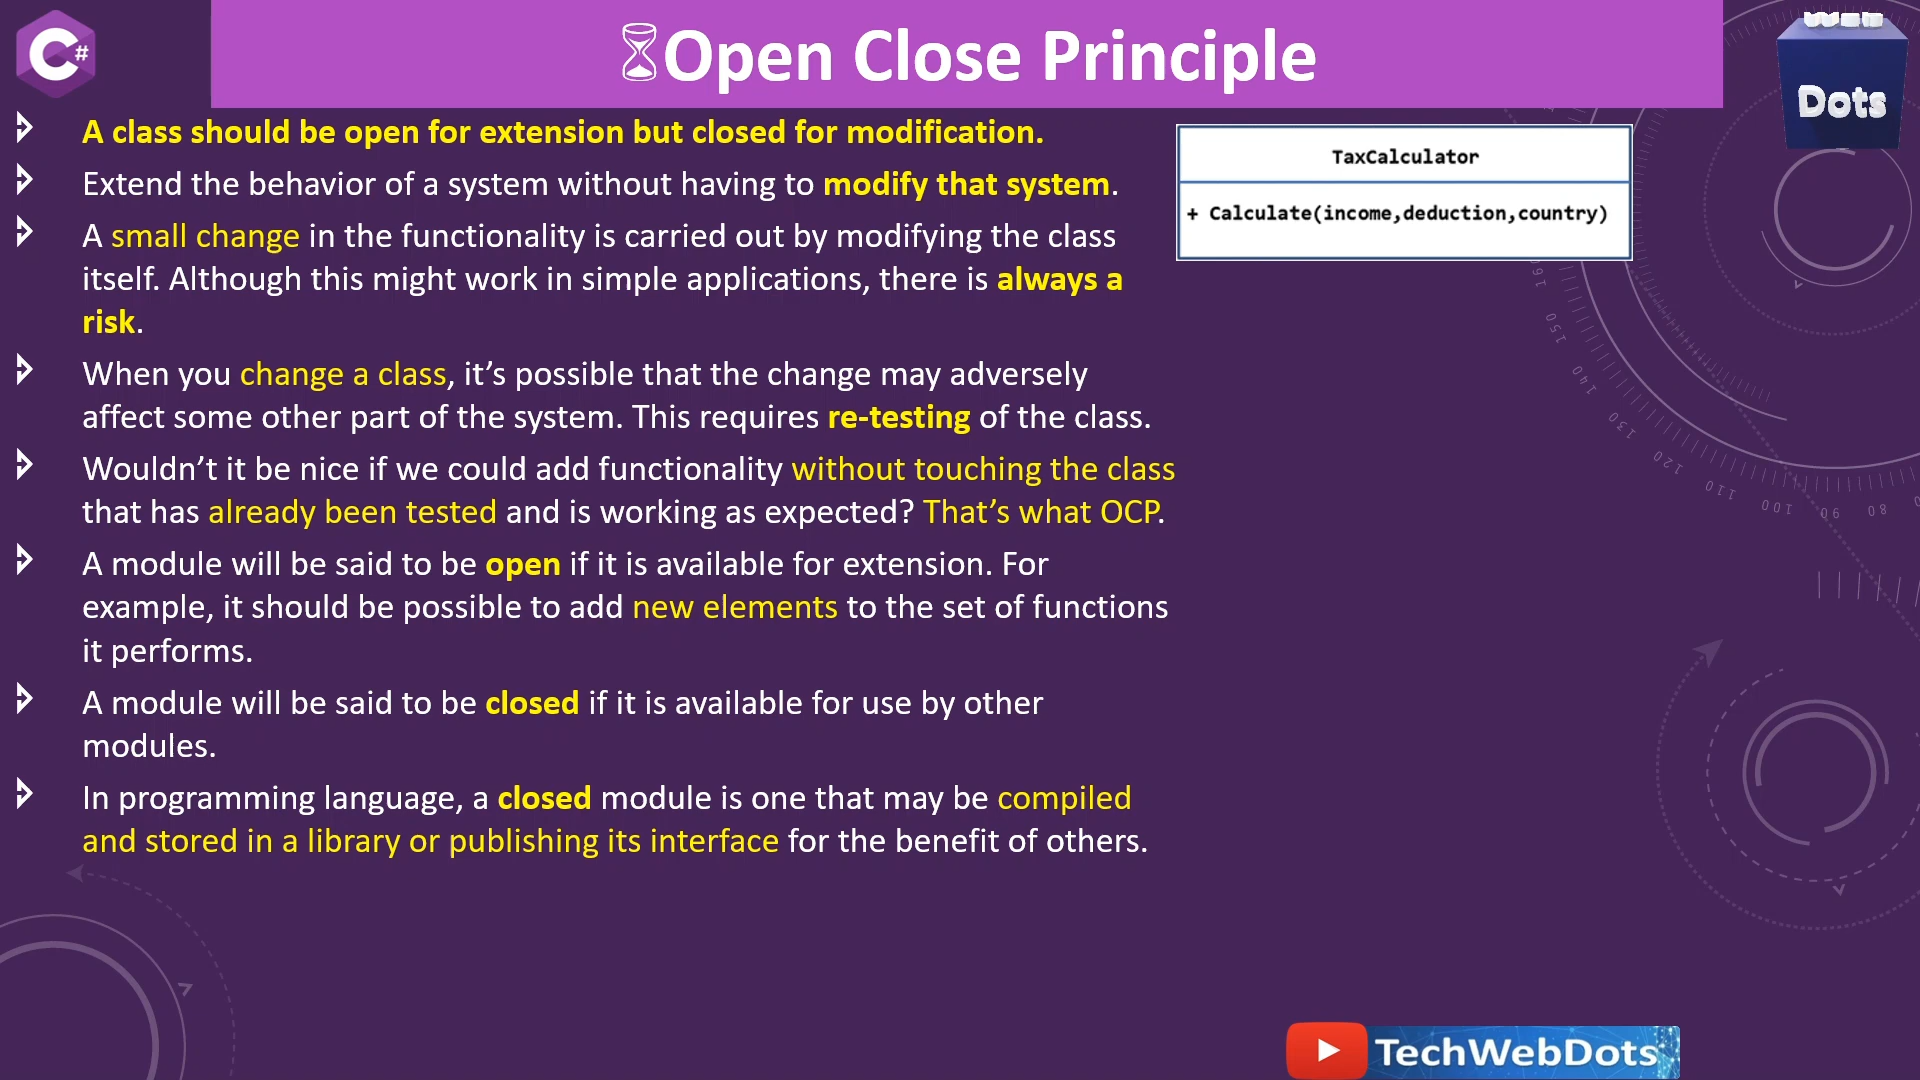 C#
⏳Open Close Principle
Dots
A class should be open for extension but closed for modification.
Extend the behavior of a system without having to modify that system.
A small change in the functionality is carried out by modifying the class
itself. Although this might work in simple applications, there is always a
risk.
When you change a class, it’s possible that the change may adversely
affect some other part of the system. This requires re-testing of the class.
Wouldn’t it be nice if we could add functionality without touching the class
that has already been tested and is working as expected? That’s what OCP.
A module will be said to be open if it is available for extension. For
example, it should be possible to add new elements to the set of functions
it performs.
A module will be said to be closed if it is available for use by other
modules.
In programming language, a closed module is one that may be compiled
and stored in a library or publishing its interface for the benefit of others.
TaxCalculator
+ Calculate(income,deduction,country)
160
150
140
130
120
110
100
90
80
TechWebDots